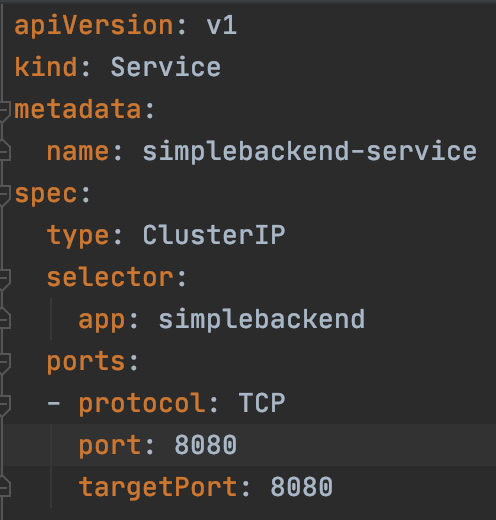 apiVersion: v1
kind: Service
metadata:
  name: simplebackend-service
spec:
  type: ClusterIP
  selector:
    app: simplebackend
  ports:
  - protocol: TCP
    port: 8080
    targetPort: 8080